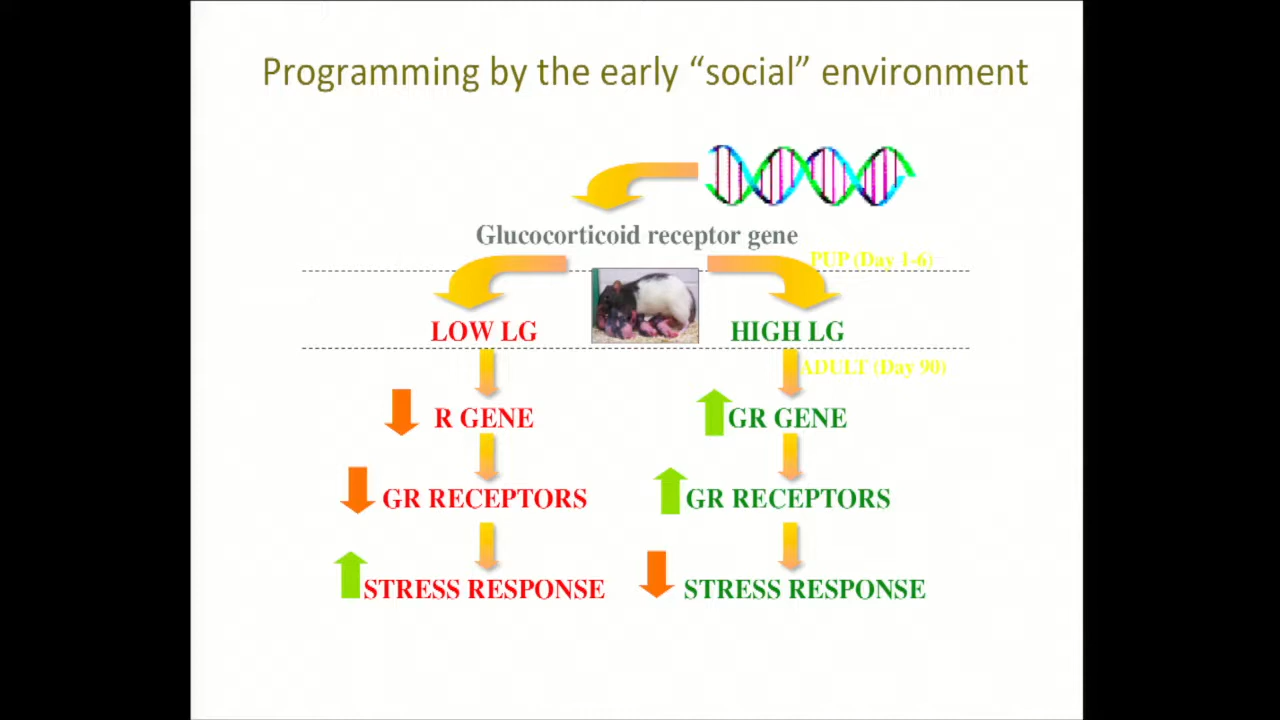 Programming by the early “social” environment
Glucocorticoid receptor gene
PUP (Day 1-6)
LOW LG
HIGH LG
ADULT (Day 90)
R GENE
GR GENE
GR RECEPTORS
GR RECEPTORS
STRESS RESPONSE
STRESS RESPONSE